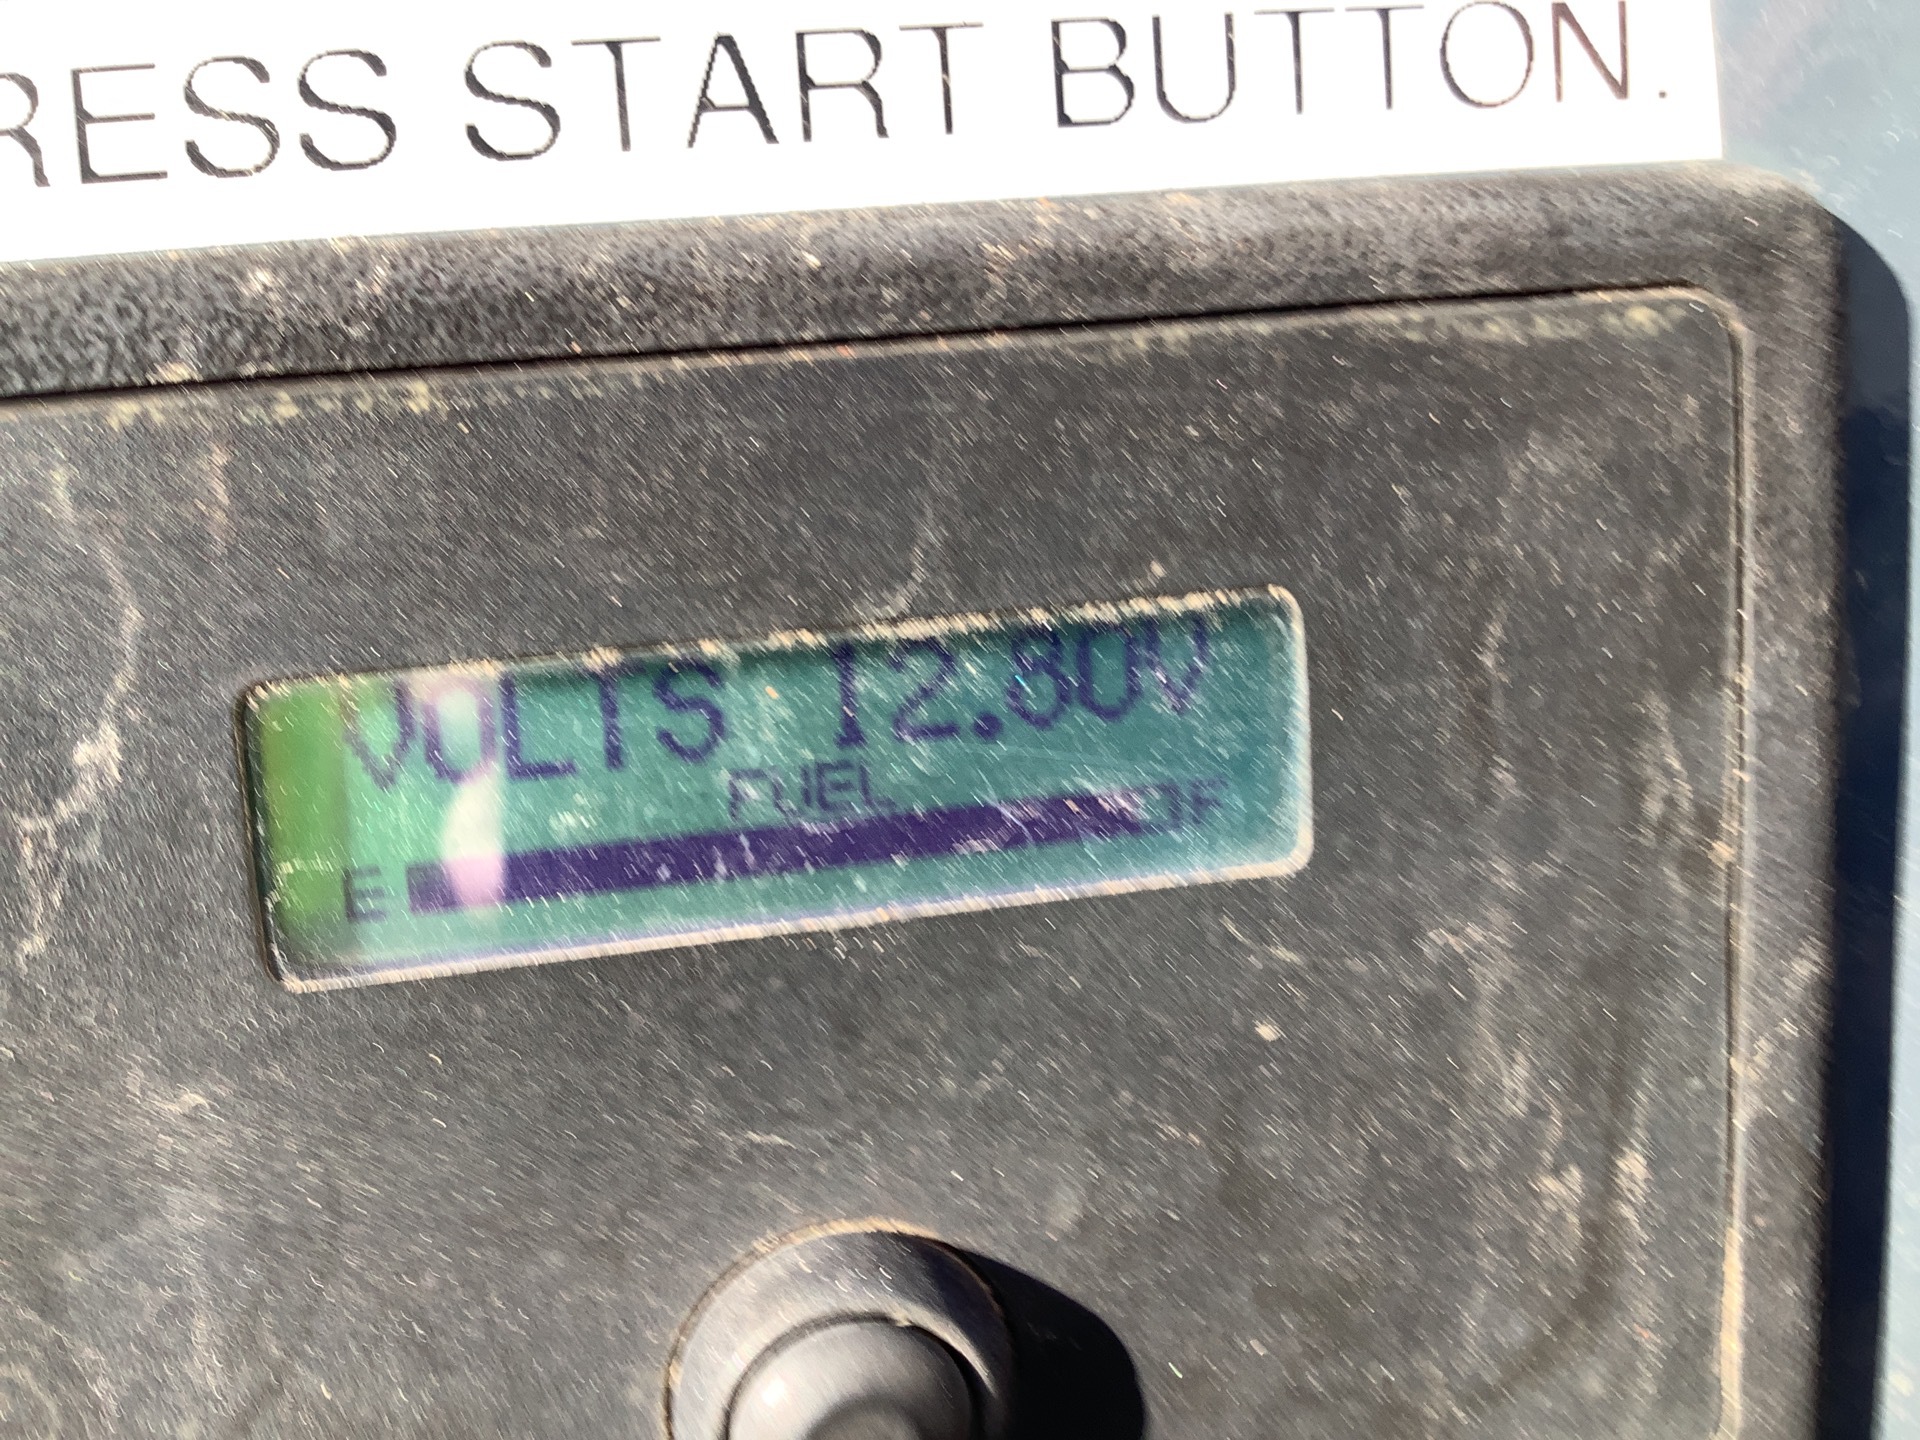 RESS START BUTTON.
VOLTS 12.80V
FUEL
E F